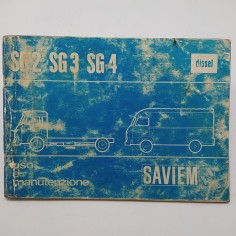 SG2 SG3 SG4
diesel
uso
e
manutenzione
SAVIEM